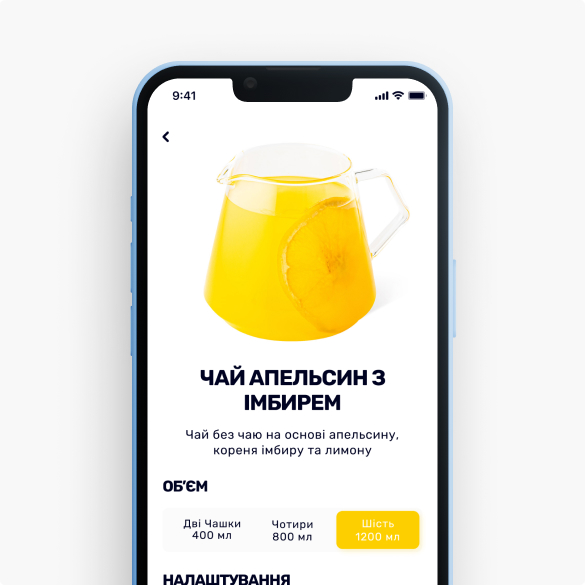 9:41
ЧАЙ АПЕЛЬСИН З
ІМБИРЕМ
Чай без чаю на основі апельсину,
кореня імбиру та лимону
ОБ'ЄМ
Дві Чашки
400 мл
Чотири
800 мл
Шість
1200 мл
НАЛАШТУВАННЯ